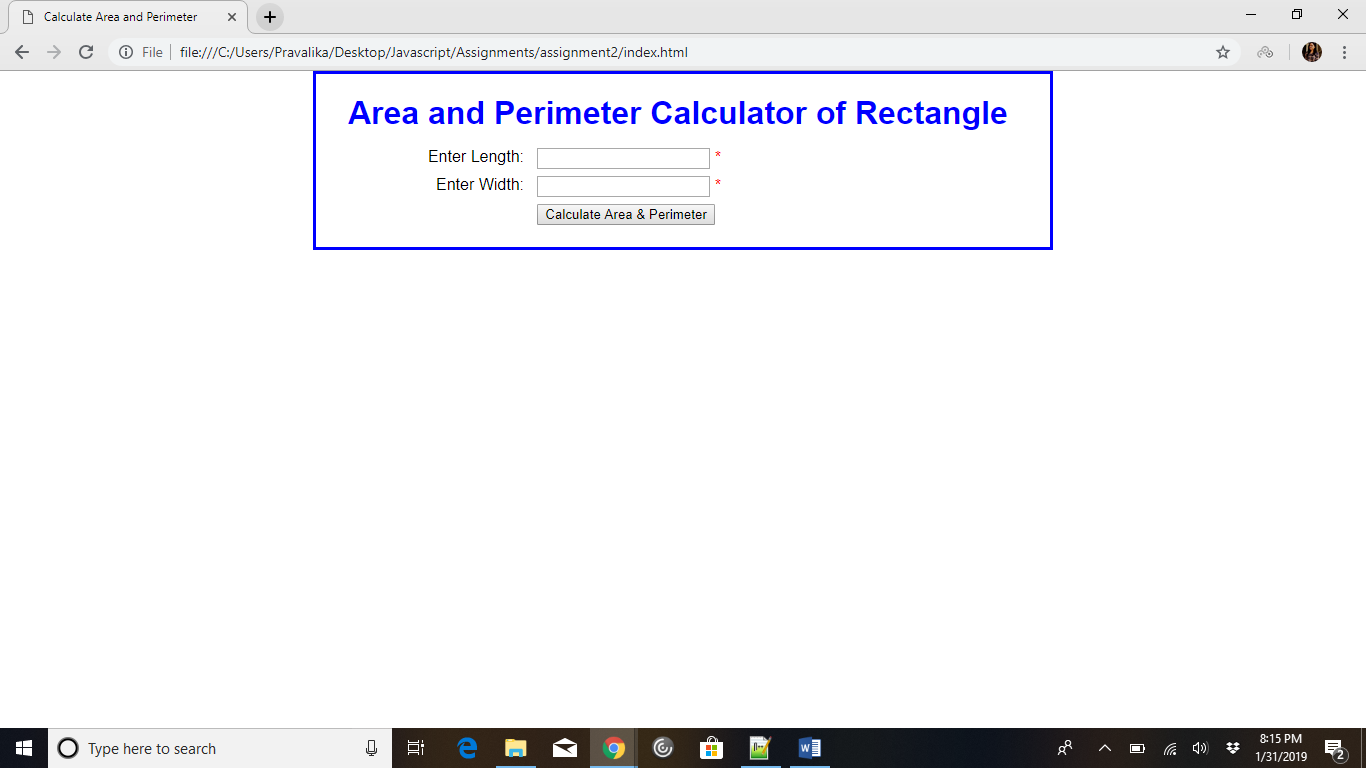 Calculate Area and Perimeter
File file:///C:/Users/Pravalika/Desktop/Javascript/Assignments/assignment2/index.html
Area and Perimeter Calculator of Rectangle
Enter Length: *
Enter Width: *
Calculate Area & Perimeter
Type here to search
8:15 PM
1/31/2019
2